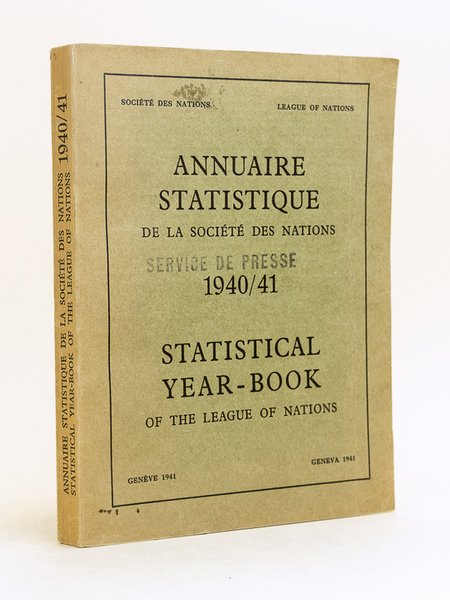 ANNUAIRE STATISTIQUE DE LA SOCIÉTÉ DES NATIONS
STATISTICAL YEAR-BOOK OF THE LEAGUE OF NATIONS
1940/41
SOCIÉTÉ DES NATIONS
LEAGUE OF NATIONS
ANNUAIRE
STATISTIQUE
DE LA SOCIÉTÉ DES NATIONS
SERVICE DE PRESSE
1940/41
STATISTICAL
YEAR-BOOK
OF THE LEAGUE OF NATIONS
GENÈVE 1941
GENEVA 1941